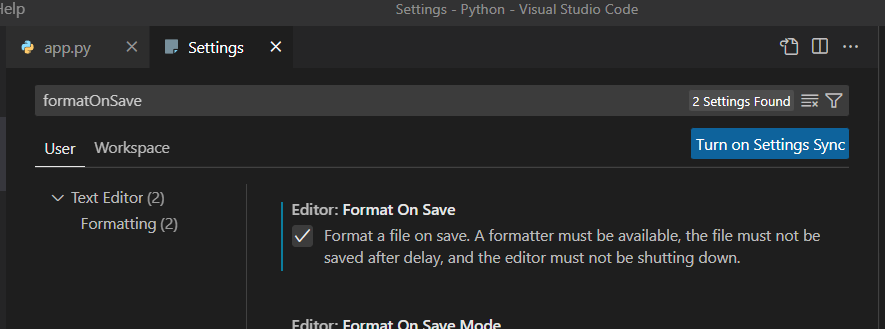 Help
Settings - Python - Visual Studio Code
app.py
Settings
formatOnSave
2 Settings Found
User
Workspace
Turn on Settings Sync
Text Editor (2)
Formatting (2)
Editor: Format On Save
Format a file on save. A formatter must be available, the file must not be
saved after delay, and the editor must not be shutting down.
Editor: Format On Save Mode